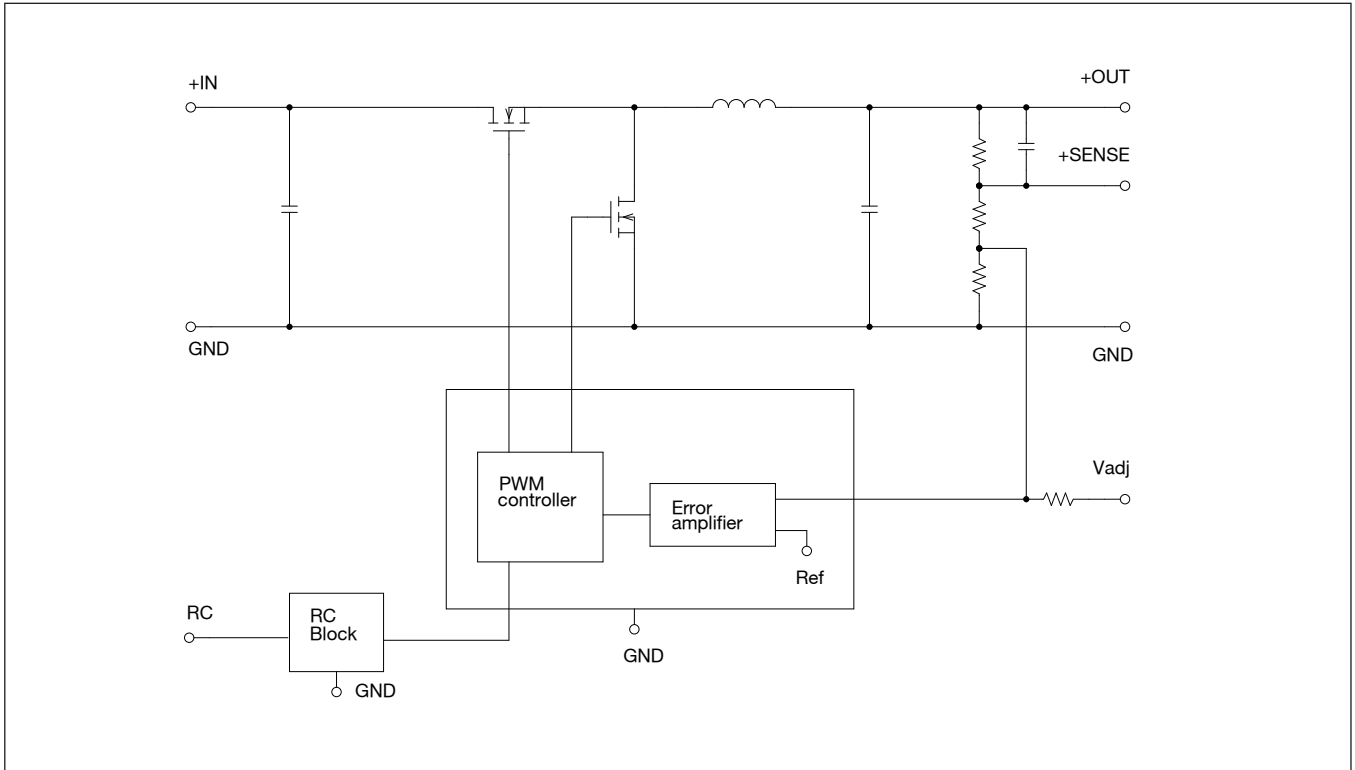 +IN
+OUT
+SENSE
GND
GND
Vadj
PWM
controller
Error
amplifier
Ref
RC
RC
Block
GND
GND